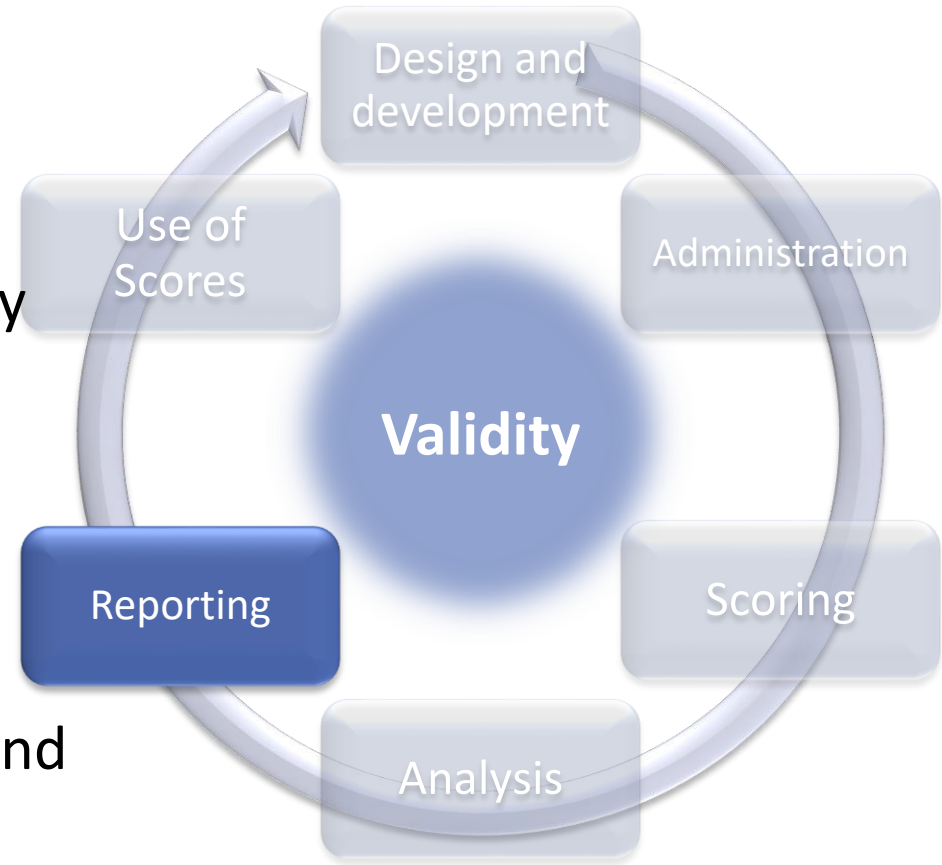 Design and
development
Use of
Scores
Administration
y
Validity
Reporting
Scoring
nd
Analysis